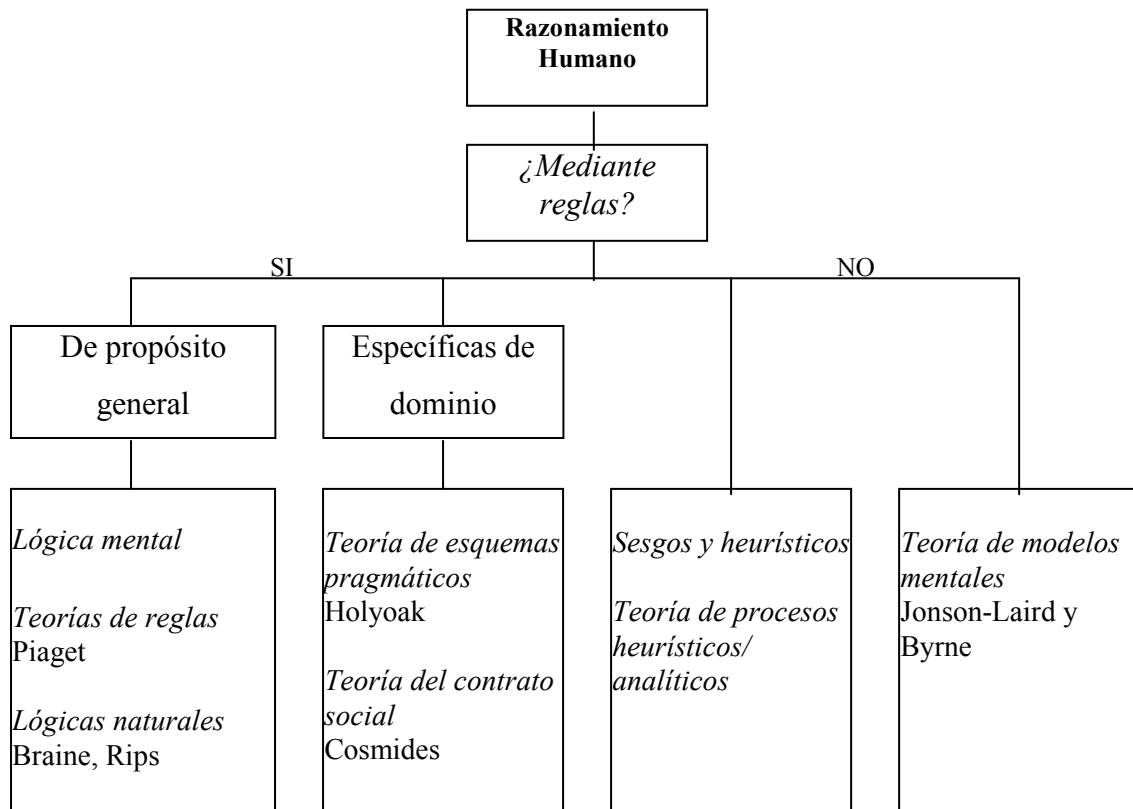 Razonamiento
Humano
¿Mediante
reglas?
SI
NO
De propósito
general
Específicas de
dominio
Lógica mental
Teorías de reglas
Piaget
Lógicas naturales
Braine, Rips
Teoría de esquemas
pragmáticos
Holyoak
Teoría del contrato
social
Cosmides
Sesgos y heurísticos
Teoría de procesos
heurísticos/
analíticos
Teoría de modelos
mentales
Jonson-Laird y
Byrne